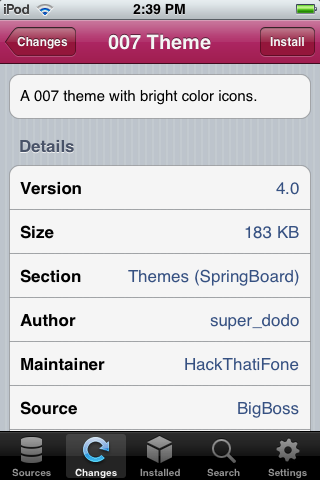 iPod 2:39 PM
Changes 007 Theme Install
A 007 theme with bright color icons.
Details
Version 4.0
Size 183 KB
Section Themes (SpringBoard)
Author super_dodo
Maintainer HackThatiFone
Source BigBoss
Sources Changes Installed Search Settings